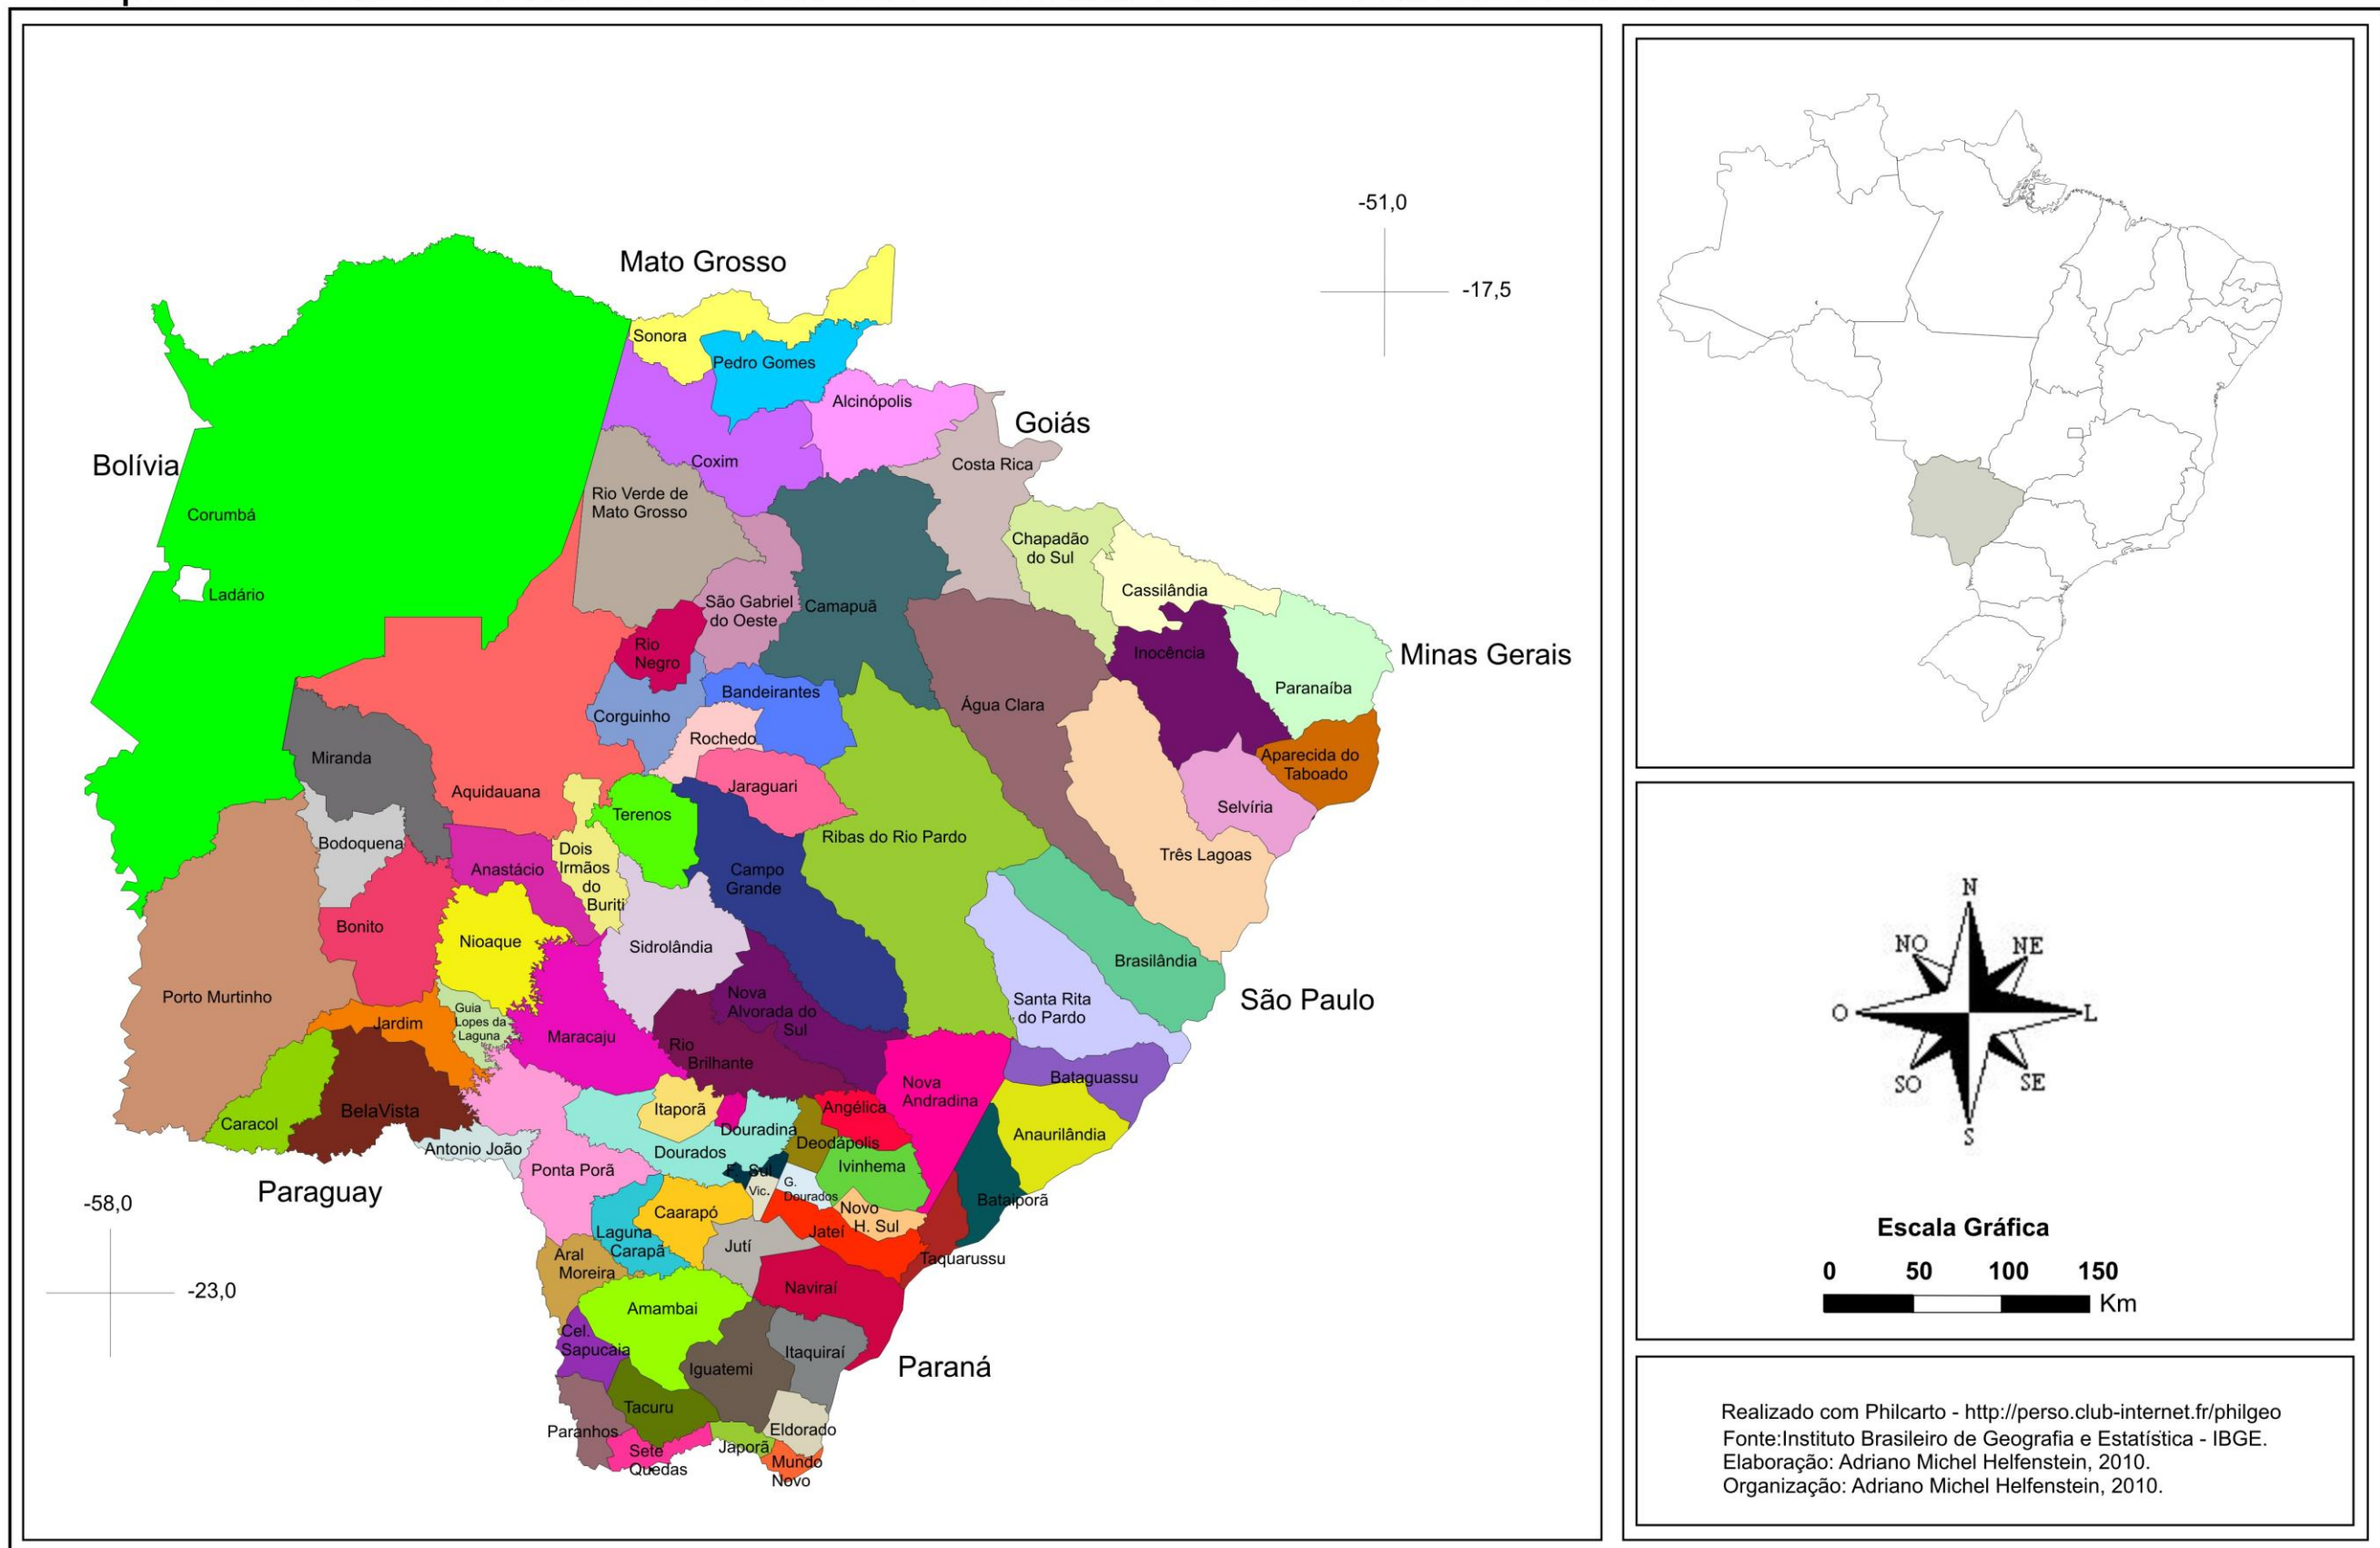 Mato Grosso
-51,0
-17,5
Sonora
Pedro Gomes
Alcinópolis
Goiás
Costa Rica
Bolívia
Coxim
Rio Verde de
Mato Grosso
Corumbá
Ladário
Chapadão
do Sul
Cassilândia
São Gabriel
do Oeste
Camapuã
Rio
Negro
Inocência
Minas Gerais
Paranaíba
Bandeirantes
Corguinho
Água Clara
Rochedo
Miranda
Aparecida do
Taboado
Aquidauana
Jaraguari
Terenos
Selvíria
Ribas do Rio Pardo
Bodoquena
Dois
Irmãos
do
Buriti
Três Lagoas
Anastácio
Campo
Grande
Bonito
Nioaque
Sidrolândia
Brasilândia
Porto Murtinho
Nova
Alvorada do
Sul
Santa Rita
do Pardo
São Paulo
Guia
Lopes da
Laguna
Jardim
Maracaju
Rio
Brilhante
Bataguassu
Nova
Andradina
BelaVista
Itaporã
Angélica
Caracol
Douradina
Anaurilândia
Deodápolis
Antonio João
Dourados
Ponta Porã
F. Sul
Ivinhema
Vic.
G.
Dourados
Paraguay
-58,0
-23,0
Bataiporã
Caarapó
Novo
H. Sul
Laguna
Carapã
Jateí
Jutí
Aral
Moreira
Taquarussu
Naviraí
Amambai
Cel.
Sapucaia
Itaquiraí
Iguatemi
Paraná
Tacuru
Paranhos
Eldorado
Sete
Quedas
Japorã
Mundo
Novo
N
NO
NE
O
L
SO
SE
S
Escala Gráfica
0 50 100 150
Km
Realizado com Philcarto - http://perso.club-internet.fr/philgeo
Fonte:Instituto Brasileiro de Geografia e Estatística - IBGE.
Elaboração: Adriano Michel Helfenstein, 2010.
Organização: Adriano Michel Helfenstein, 2010.